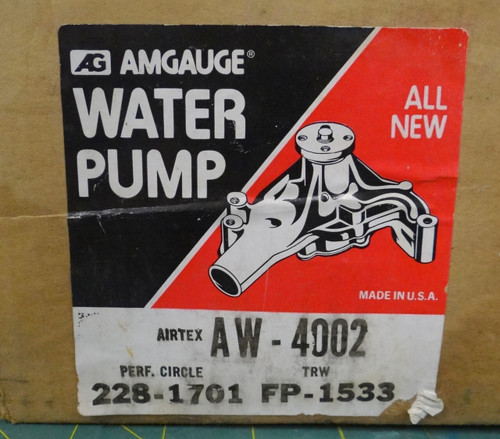 AG AMGAUGE®
WATER
PUMP
ALL
NEW
MADE IN U.S.A.
AIRTEX AW-4002
PERF. CIRCLE TRW
228-1701 FP-1533